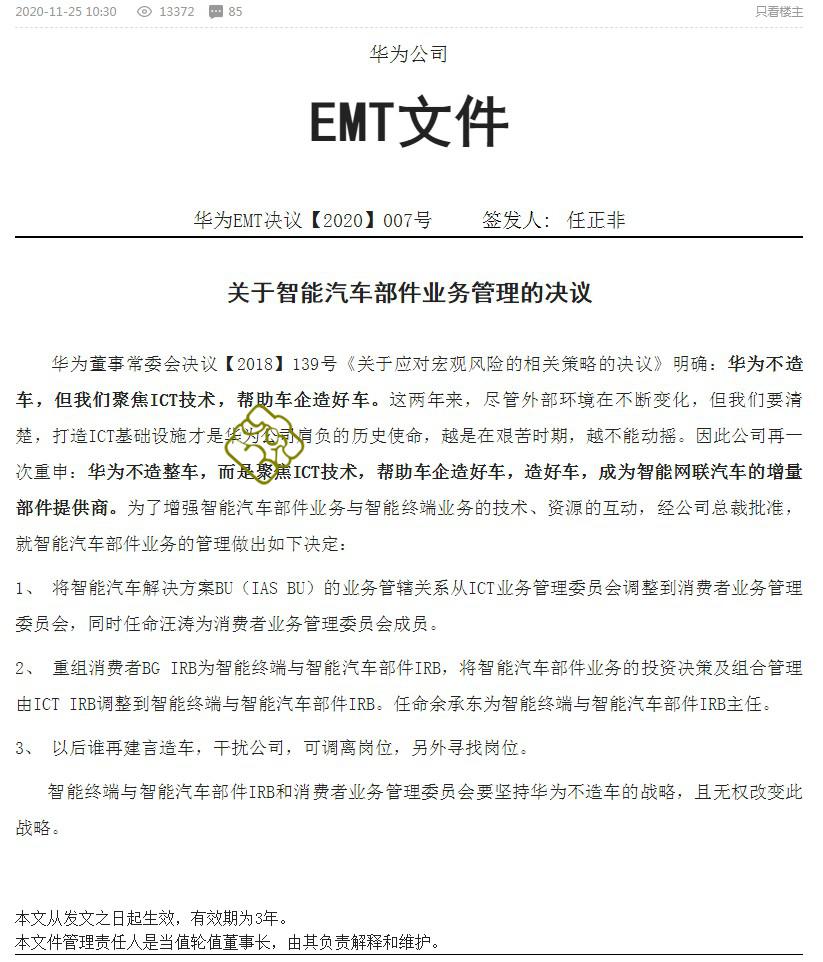 2020-11-25 10:30 13372 85 只看楼主
华为公司
EMT文件
华为EMT决议【2020】007号 签发人: 任正非
关于智能汽车部件业务管理的决议
华为董事常委会决议【2018】139号《关于应对宏观风险的相关策略的决议》明确：华为不造
车，但我们聚焦ICT技术，帮助车企造好车。这两年来，尽管外部环境在不断变化，但我们要清
楚，打造ICT基础设施才是华为公司肩负的历史使命，越是在艰苦时期，越不能动摇。因此公司再一
次重申：华为不造整车，而是聚焦ICT技术，帮助车企造好车，造好车，成为智能网联汽车的增量
部件提供商。为了增强智能汽车部件业务与智能终端业务的技术、资源的互动，经公司总裁批准，
就智能汽车部件业务的管理做出如下决定：
1、 将智能汽车解决方案BU（IAS BU）的业务管辖关系从ICT业务管理委员会调整到消费者业务管理
委员会，同时任命汪涛为消费者业务管理委员会成员。
2、 重组消费者BG IRB为智能终端与智能汽车部件IRB，将智能汽车部件业务的投资决策及组合管理
由ICT IRB调整到智能终端与智能汽车部件IRB。任命余承东为智能终端与智能汽车部件IRB主任。
3、 以后谁再建言造车，干扰公司，可调离岗位，另外寻找岗位。
智能终端与智能汽车部件IRB和消费者业务管理委员会要坚持华为不造车的战略，且无权改变此
战略。
本文从发文之日起生效，有效期为3年。
本文件管理责任人是当值轮值董事长，由其负责解释和维护。